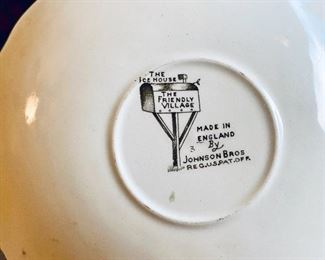 THE
ICE HOUSE
THE
FRIENDLY
VILLAGE
MADE IN
ENGLAND
By
JOHNSON BROS
REG.U.S.PAT.OFF.